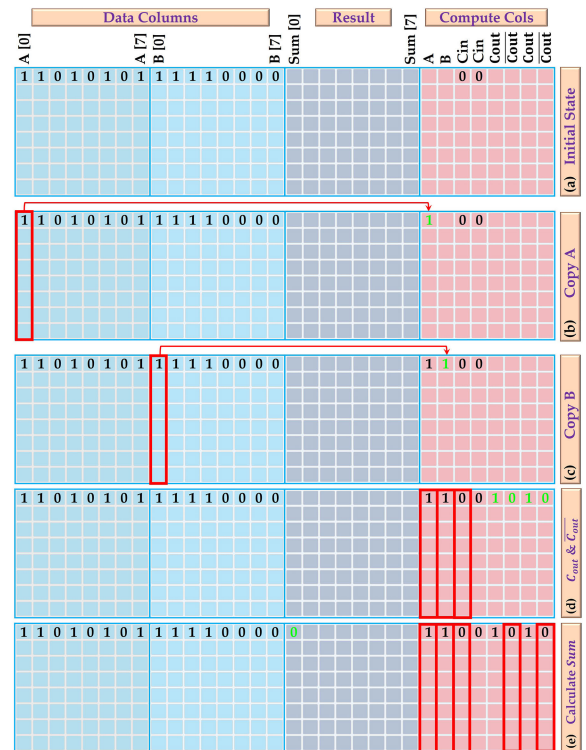 Data Columns Result Compute Cols
A [0] A [7] B [0] B [7] Sum [0] Sum [7] A B Cin Cin Cout C̅o̅u̅t̅ Cout C̅o̅u̅t̅
1 1 0 1 0 1 0 1 1 1 1 1 0 0 0 0 0 0
(a) Initial State
1 1 0 1 0 1 0 1 1 1 1 1 0 0 0 0 1 0 0
(b) Copy A
1 1 0 1 0 1 0 1 1 1 1 1 0 0 0 0 1 1 0 0
(c) Copy B
1 1 0 1 0 1 0 1 1 1 1 1 0 0 0 0 1 1 0 0 1 0 1 0
(d) C_out & C̅_o̅u̅t̅
1 1 0 1 0 1 0 1 1 1 1 1 0 0 0 0 0 1 1 0 0 1 0 1 0
(e) Calculate Sum